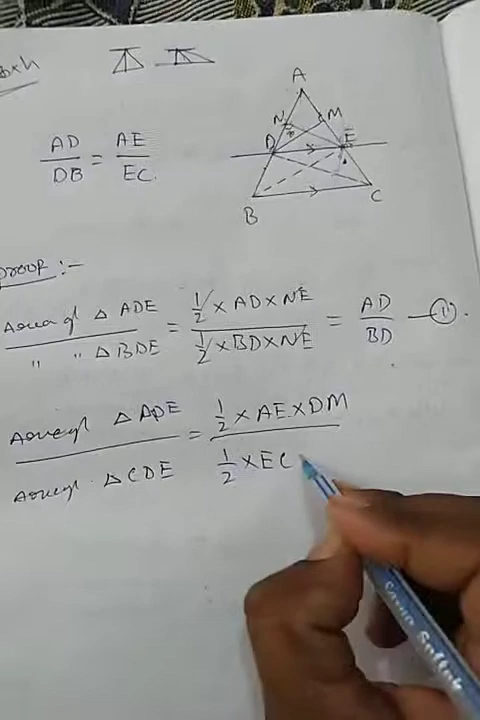 b×h
A
N M
D E
B C
AD/DB = AE/EC.
Proof :-
Area of △ ADE / " " △ BDE = 1/2 × AD × NE / 1/2 × BD × NE = AD/BD — (1).
Area of △ ADE / Area of △ CDE = 1/2 × AE × DM / 1/2 × EC